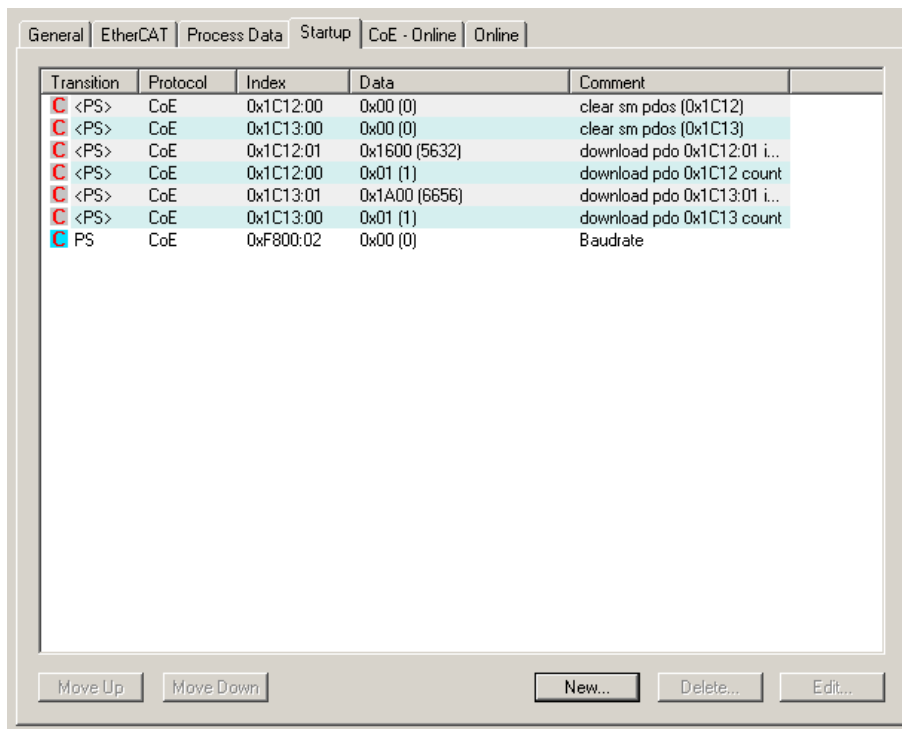 General EtherCAT Process Data Startup CoE - Online Online
Transition Protocol Index Data Comment
C <PS> CoE 0x1C12:00 0x00 (0) clear sm pdos (0x1C12)
C <PS> CoE 0x1C13:00 0x00 (0) clear sm pdos (0x1C13)
C <PS> CoE 0x1C12:01 0x1600 (5632) download pdo 0x1C12:01 i...
C <PS> CoE 0x1C12:00 0x01 (1) download pdo 0x1C12 count
C <PS> CoE 0x1C13:01 0x1A00 (6656) download pdo 0x1C13:01 i...
C <PS> CoE 0x1C13:00 0x01 (1) download pdo 0x1C13 count
C PS CoE 0xF800:02 0x00 (0) Baudrate
Move Up Move Down New... Delete... Edit...